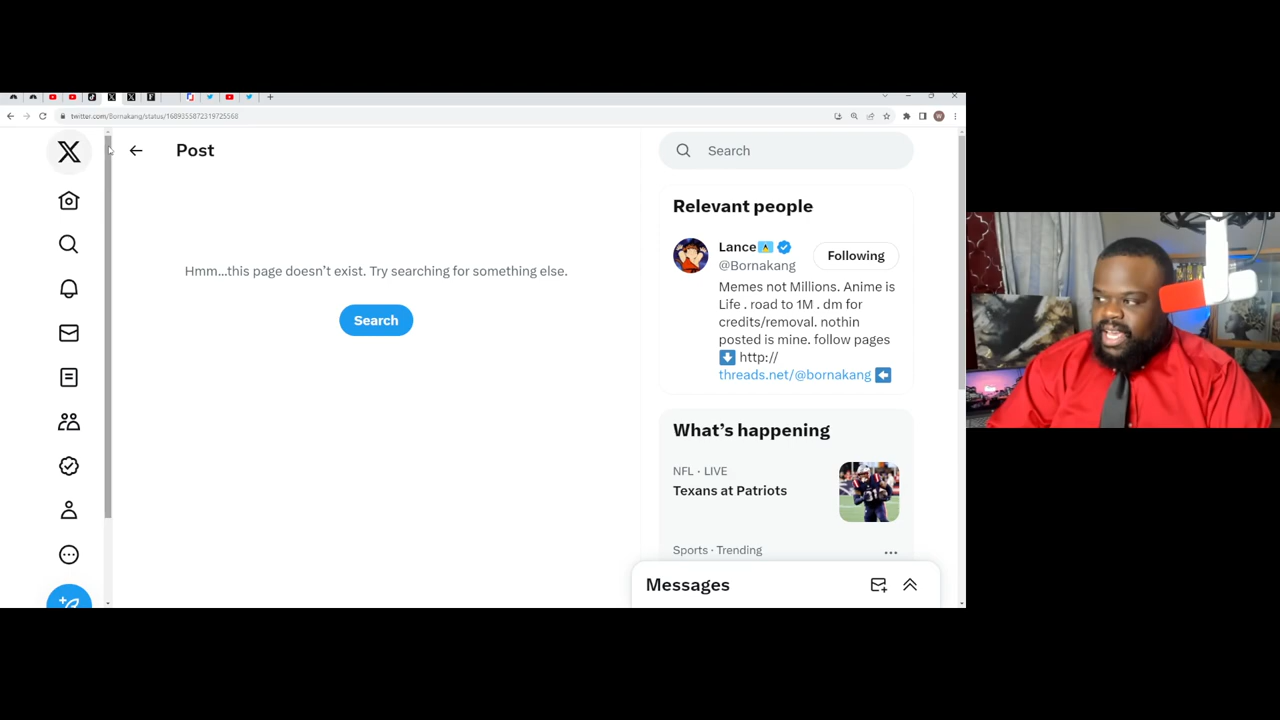 twitter.com/Bornakang/status/1689355872319725568
Post
Search
Relevant people
Hmm...this page doesn’t exist. Try searching for something else.
Search
Lance
@Bornakang
Following
Memes not Millions. Anime is
Life . road to 1M . dm for
credits/removal. nothin
posted is mine. follow pages
http://
threads.net/@bornakang
What’s happening
NFL · LIVE
Texans at Patriots
Sports · Trending
Messages